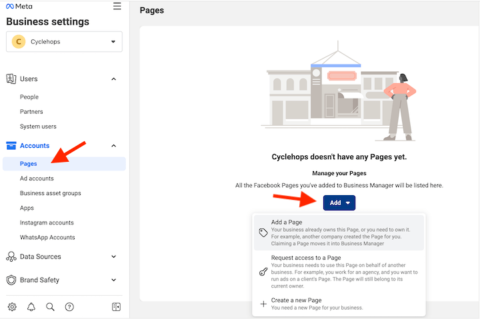 Meta
Business settings
C Cyclehops
Users
People
Partners
System users
Accounts
Pages
Ad accounts
Business asset groups
Apps
Instagram accounts
WhatsApp Accounts
Data Sources
Brand Safety
Pages
Cyclehops doesn't have any Pages yet.
Manage your Pages
All the Facebook Pages you've added to Business Manager will be listed here.
Add
Add a Page
Your business already owns this Page, or you need to own it.
For example, another company created the Page for you.
Claiming a Page moves it into Business Manager
Request access to a Page
Your business needs to use this Page on behalf of another
business. For example, you work for an agency, and you want to
run ads on a client's Page. The Page will still belong to its
current owner.
Create a new Page
You need a new Page for your business.